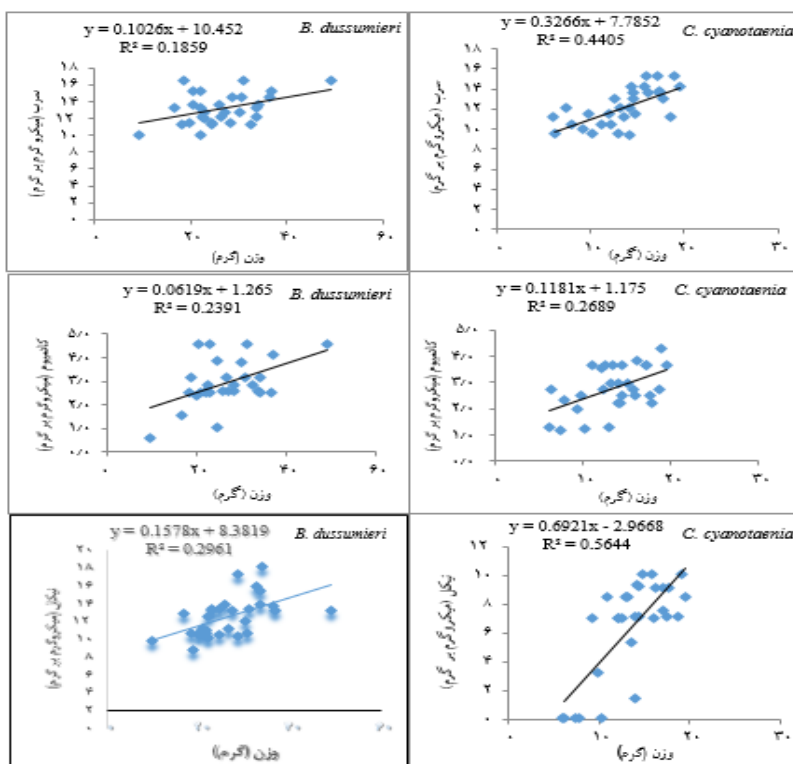 y = 0.1026x + 10.452
R² = 0.1859
B. dussumieri
سرب (میکروگرم بر گرم)
۱۸
۱۶
۱۴
۱۲
۱۰
۸
۶
۴
۲
۰
۰ ۲۰ ۴۰ ۶۰
وزن (گرم)
y = 0.3266x + 7.7852
R² = 0.4405
C. cyanotaenia
سرب (میکروگرم بر گرم)
۱۸
۱۶
۱۴
۱۲
۱۰
۸
۶
۴
۲
۰
۰ ۱۰ ۲۰ ۳۰
وزن (گرم)
y = 0.0619x + 1.265
R² = 0.2391
B. dussumieri
کادمیوم (میکروگرم بر گرم)
۵٫۰
۴٫۰
۳٫۰
۲٫۰
۱٫۰
۰٫۰
۰ ۲۰ ۴۰ ۶۰
وزن (گرم)
y = 0.1181x + 1.175
R² = 0.2689
C. cyanotaenia
کادمیوم (میکروگرم بر گرم)
۵٫۰
۴٫۰
۳٫۰
۲٫۰
۱٫۰
۰٫۰
۰ ۱۰ ۲۰ ۳۰
وزن (گرم)
y = 0.1578x + 8.3819
R² = 0.2961
B. dussumieri
نیکل (میکروگرم بر گرم)
۲۰
۱۸
۱۶
۱۴
۱۲
۱۰
۸
۶
۴
۲
۲۰
وزن (گرم)
y = 0.6921x - 2.9668
R² = 0.5644
C. cyanotaenia
نیکل (میکروگرم بر گرم)
۱۲
۱۰
۸
۶
۴
۲
۰
۰ ۱۰ ۲۰ ۳۰
وزن (گرم)